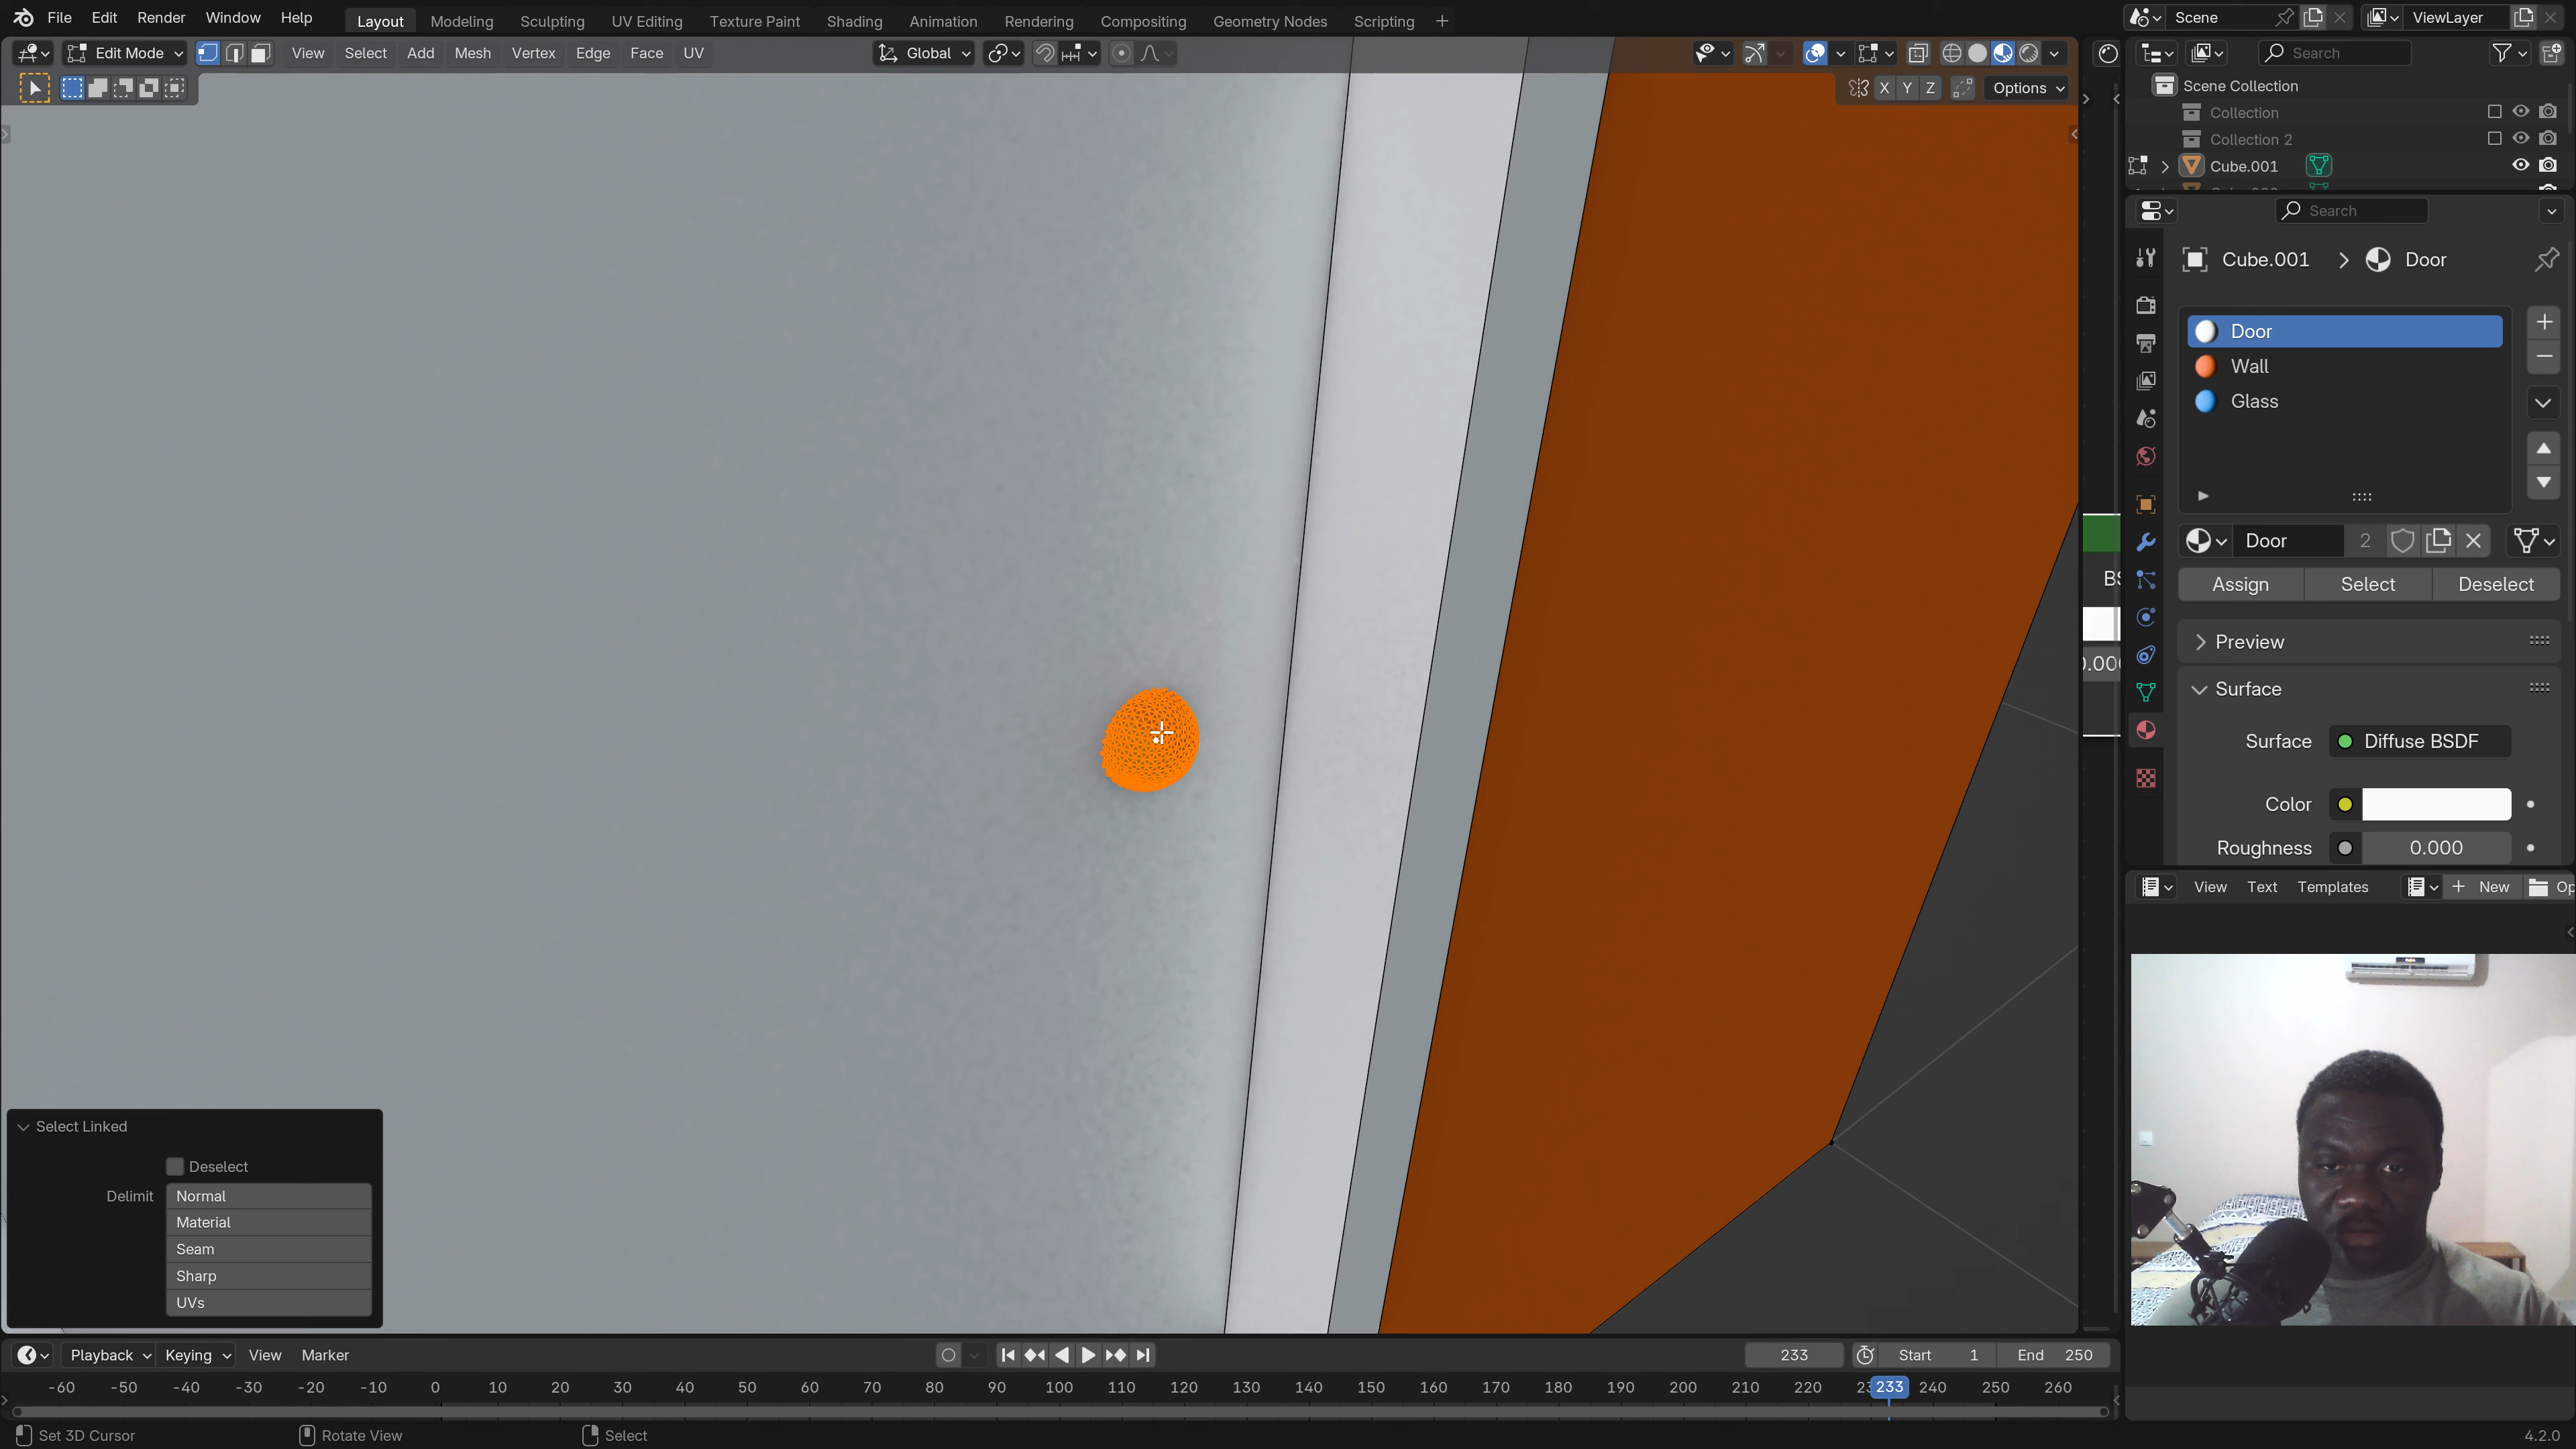 File Edit Render Window Help Layout Modeling Sculpting UV Editing Texture Paint Shading Animation Rendering Compositing Geometry Nodes Scripting + Scene ViewLayer
Edit Mode View Select Add Mesh Vertex Edge Face UV Global Search
X Y Z Options
Scene Collection
Collection
Collection 2
Cube.001
Search
Cube.001 Door
Door
Wall
Glass
Door 2
Assign Select Deselect
Preview
Surface
Surface Diffuse BSDF
Color
Roughness 0.000
View Text Templates New Op
Select Linked
Deselect
Delimit Normal
Material
Seam
Sharp
UVs
Playback Keying View Marker 233 Start 1 End 250
-60 -50 -40 -30 -20 -10 0 10 20 30 40 50 60 70 80 90 100 110 120 130 140 150 160 170 180 190 200 210 220 233 240 250 260
Set 3D Cursor Rotate View Select 4.2.0